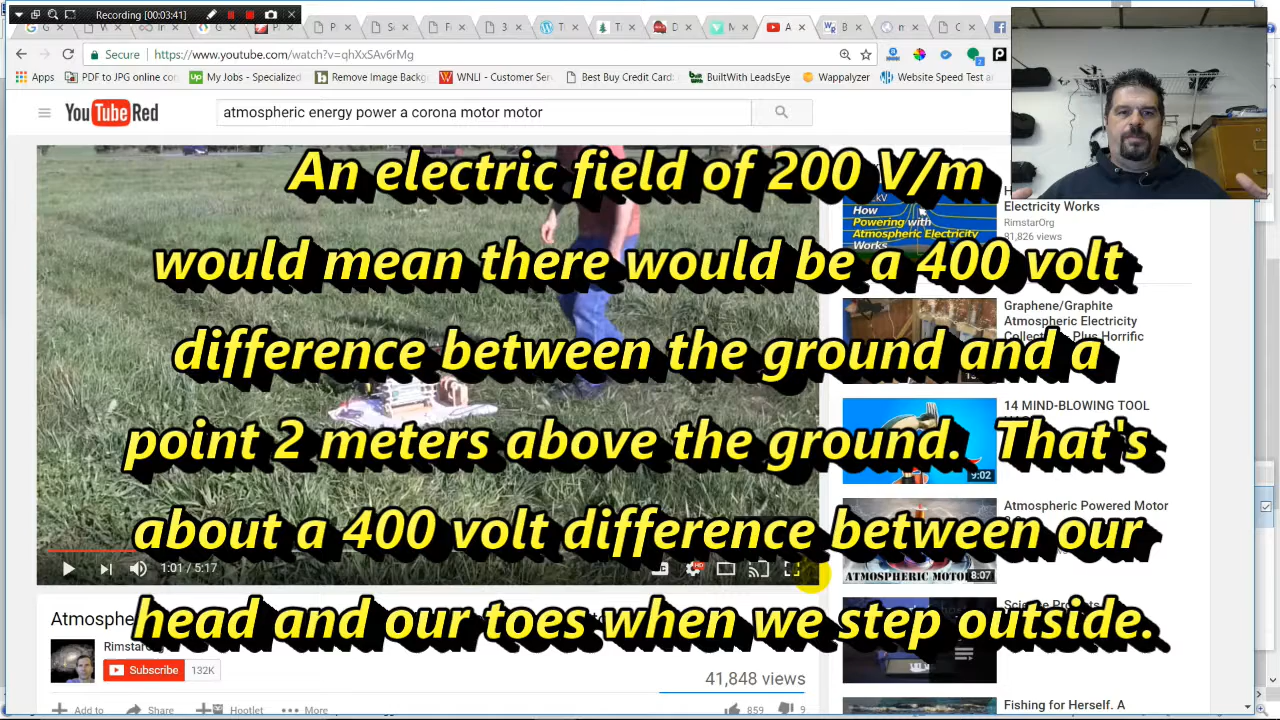 Recording [00:03:41]
Secure
https://www.youtube.com/watch?v=qhXxSAv6rMg
Apps
PDF to JPG online con
My Jobs - Specialized
Remove Image Back
WNLI - Customer Serv
Best Buy Credit Card:
BuiltWith LeadsEye
Wappalyzer
Website Speed Test a
YouTube Red
atmospheric energy power a corona motor motor
An electric field of 200 V/m
would mean there would be a 400 volt
difference between the ground and a
point 2 meters above the ground. That's
about a 400 volt difference between our
head and our toes when we step outside.
How
Powering with
Atmospheric Electricity
Works
Electricity Works
RimstarOrg
81,826 views
Graphene/Graphite
Atmospheric Electricity
Plus Horrific
14 MIND-BLOWING TOOL
9:02
Atmospheric Powered Motor
ATMOSPHERIC MOTOR
8:07
Fishing for Herself. A
1:01 / 5:17
Subscribe 132K
41,848 views
Add to
Share
Hootlet
More
859
9